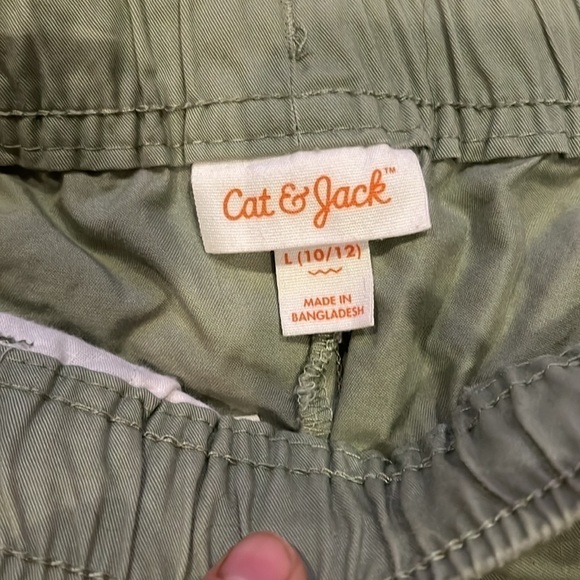 Cat & Jack™
L (10/12)
MADE IN
BANGLADESH